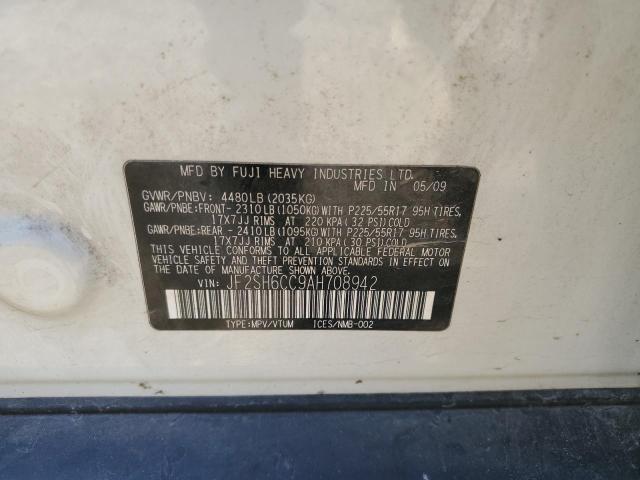 MFD BY FUJI HEAVY INDUSTRIES LTD.
MFD IN 05/09
GVWR/PNBV: 4480LB (2035KG)
GAWR/PNBE:FRONT- 2310LB(1050KG)WITH P225/55R17 95H TIRES,
17X7JJ RIMS AT 220 KPA (32 PSI) COLD
GAWR/PNBE:REAR - 2410LB(1095KG)WITH P225/55R17 95H TIRES,
17X7JJ RIMS AT 210 KPA (30 PSI) COLD
THIS VEHICLE CONFORMS TO ALL APPLICABLE FEDERAL MOTOR
VEHICLE SAFETY, BUMPER, AND THEFT PREVENTION STANDARDS
IN EFFECT ON THE DATE OF MANUFACTURE SHOWN ABOVE.
VIN: JF2SH6CC9AH708942
TYPE:MPV/VTUM ICES/NMB-002